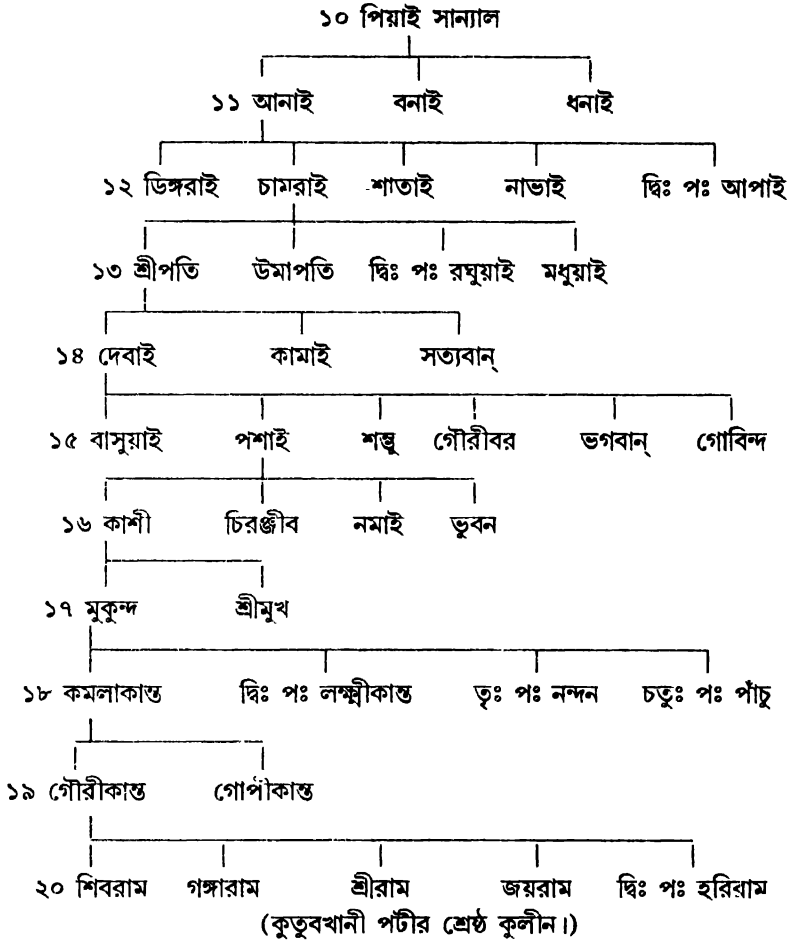 ১০ পিয়াই সান্যাল
১১ আনাই বনাই ধনাই
১২ ডিঙ্গরাই চামরাই শাতাই নাভাই দ্বিঃ পঃ আপাই
১৩ শ্রীপতি উমাপতি দ্বিঃ পঃ রঘুয়াই মধুয়াই
১৪ দেবাই কামাই সত্যবান্
১৫ বাসুয়াই পশাই শম্ভু গৌরীবর ভগবান্ গোবিন্দ
১৬ কাশী চিরঞ্জীব নমাই ভুবন
১৭ মুকুন্দ শ্রীমুখ
১৮ কমলাকান্ত দ্বিঃ পঃ লক্ষ্মীকান্ত তৃঃ পঃ নন্দন চতুঃ পঃ পাঁচু
১৯ গৌরীকান্ত গোপীকান্ত
২০ শিবরাম গঙ্গারাম শ্রীরাম জয়রাম দ্বিঃ পঃ হরিরাম
(কুতুবখানী পটীর শ্রেষ্ঠ কুলীন।)